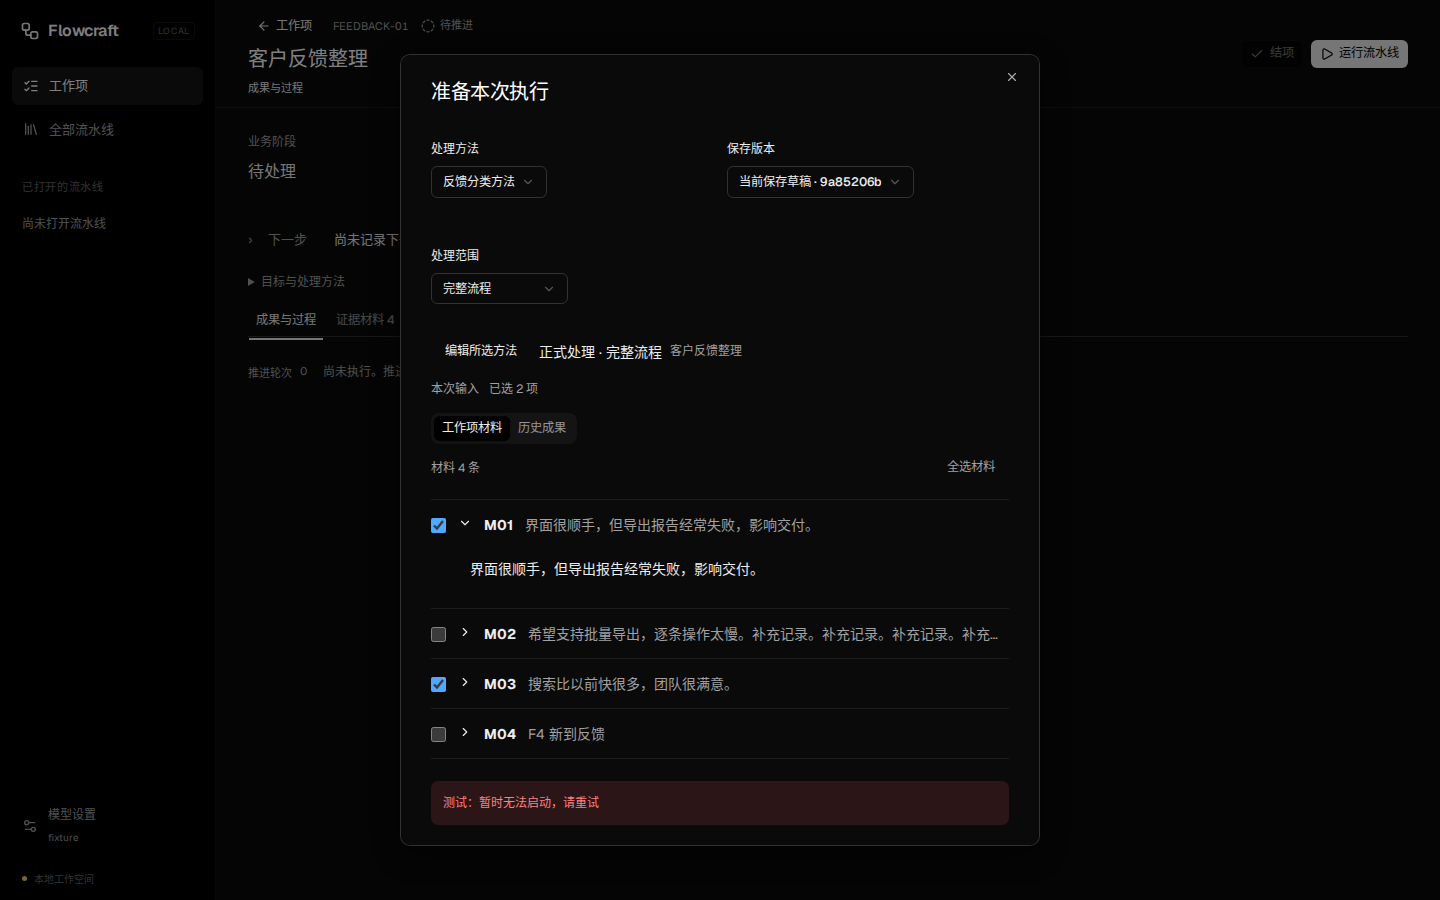 Flowcraft
LOCAL
工作项
全部流水线
已打开的流水线
尚未打开流水线
模型设置
fixture
本地工作空间
工作项
FEEDBACK-01
待推进
客户反馈整理
成果与过程
结项
运行流水线
业务阶段
待处理
下一步
尚未记录下
目标与处理方法
成果与过程
证据材料 4
推进轮次 0
尚未执行。推进
准备本次执行
处理方法
保存版本
反馈分类方法
当前保存草稿 · 9a85206b
处理范围
完整流程
编辑所选方法
正式处理 · 完整流程
客户反馈整理
本次输入 已选 2 项
工作项材料
历史成果
材料 4 条
全选材料
M01 界面很顺手，但导出报告经常失败，影响交付。
界面很顺手，但导出报告经常失败，影响交付。
M02 希望支持批量导出，逐条操作太慢。补充记录。补充记录。补充记录。补充...
M03 搜索比以前快很多，团队很满意。
M04 F4 新到反馈
测试：暂时无法启动，请重试